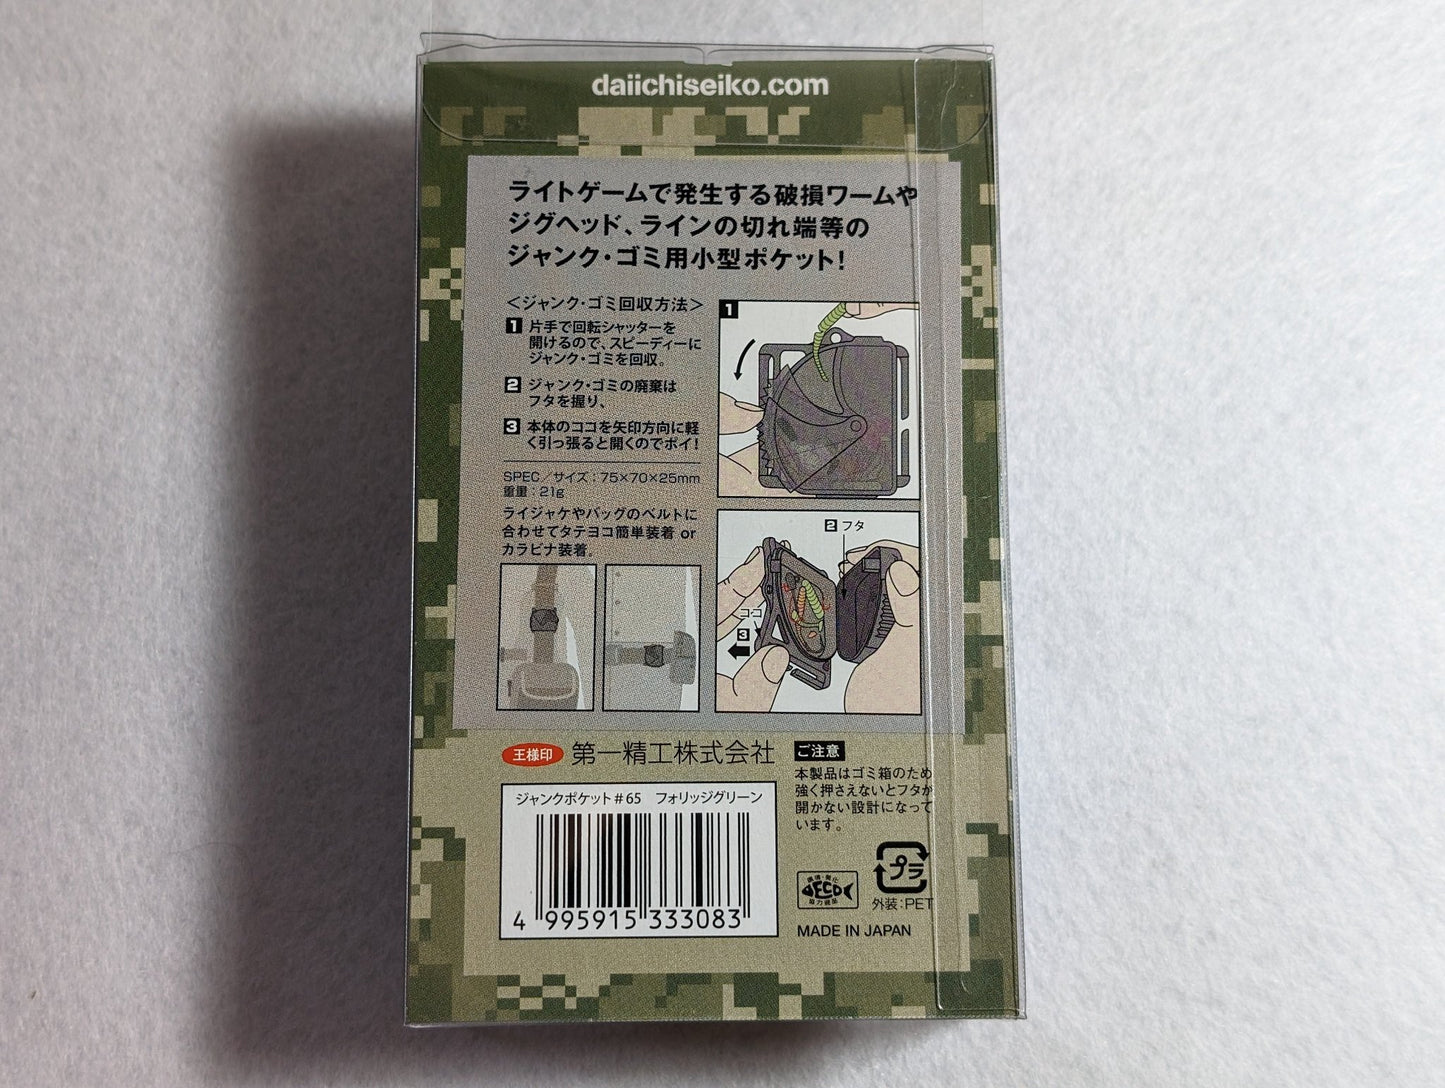 daiichiseiko.com
ライトゲームで発生する破損ワームや
ジグヘッド、ラインの切れ端等の
ジャンク・ゴミ用小型ポケット!
＜ジャンク・ゴミ回収方法＞
1 片手で回転シャッターを
開けるので、スピーディーに
ジャンク・ゴミを回収。
2 ジャンク・ゴミの廃棄は
フタを握り、
3 本体のココを矢印方向に軽
く引っ張ると開くのでポイ!
SPEC／サイズ：75×70×25mm
重量：21g
ライジャケやバッグのベルトに
合わせてタテヨコ簡単装着 or
カラビナ装着。
1
2 フタ
ココ
3
王様印 第一精工株式会社
ジャンクポケット#65 フォリッジグリーン
4 995915 333083
ご注意
本製品はゴミ箱のため
強く押さえないとフタが
開かない設計になって
います。
環境・美化
ECO
協力商品
プラ
外装：PET
MADE IN JAPAN